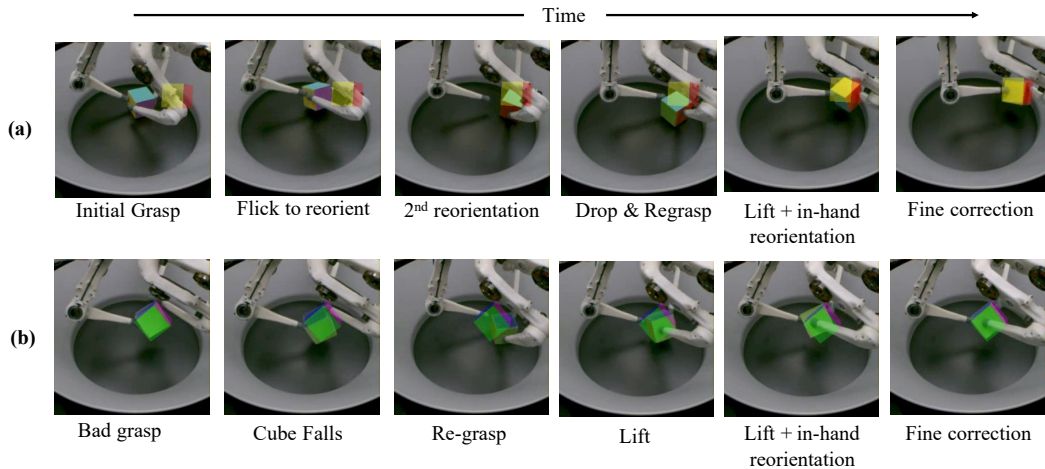 Time
(a)
Initial Grasp
Flick to reorient
2nd reorientation
Drop & Regrasp
Lift + in-hand
reorientation
Fine correction
(b)
Bad grasp
Cube Falls
Re-grasp
Lift
Lift + in-hand
reorientation
Fine correction